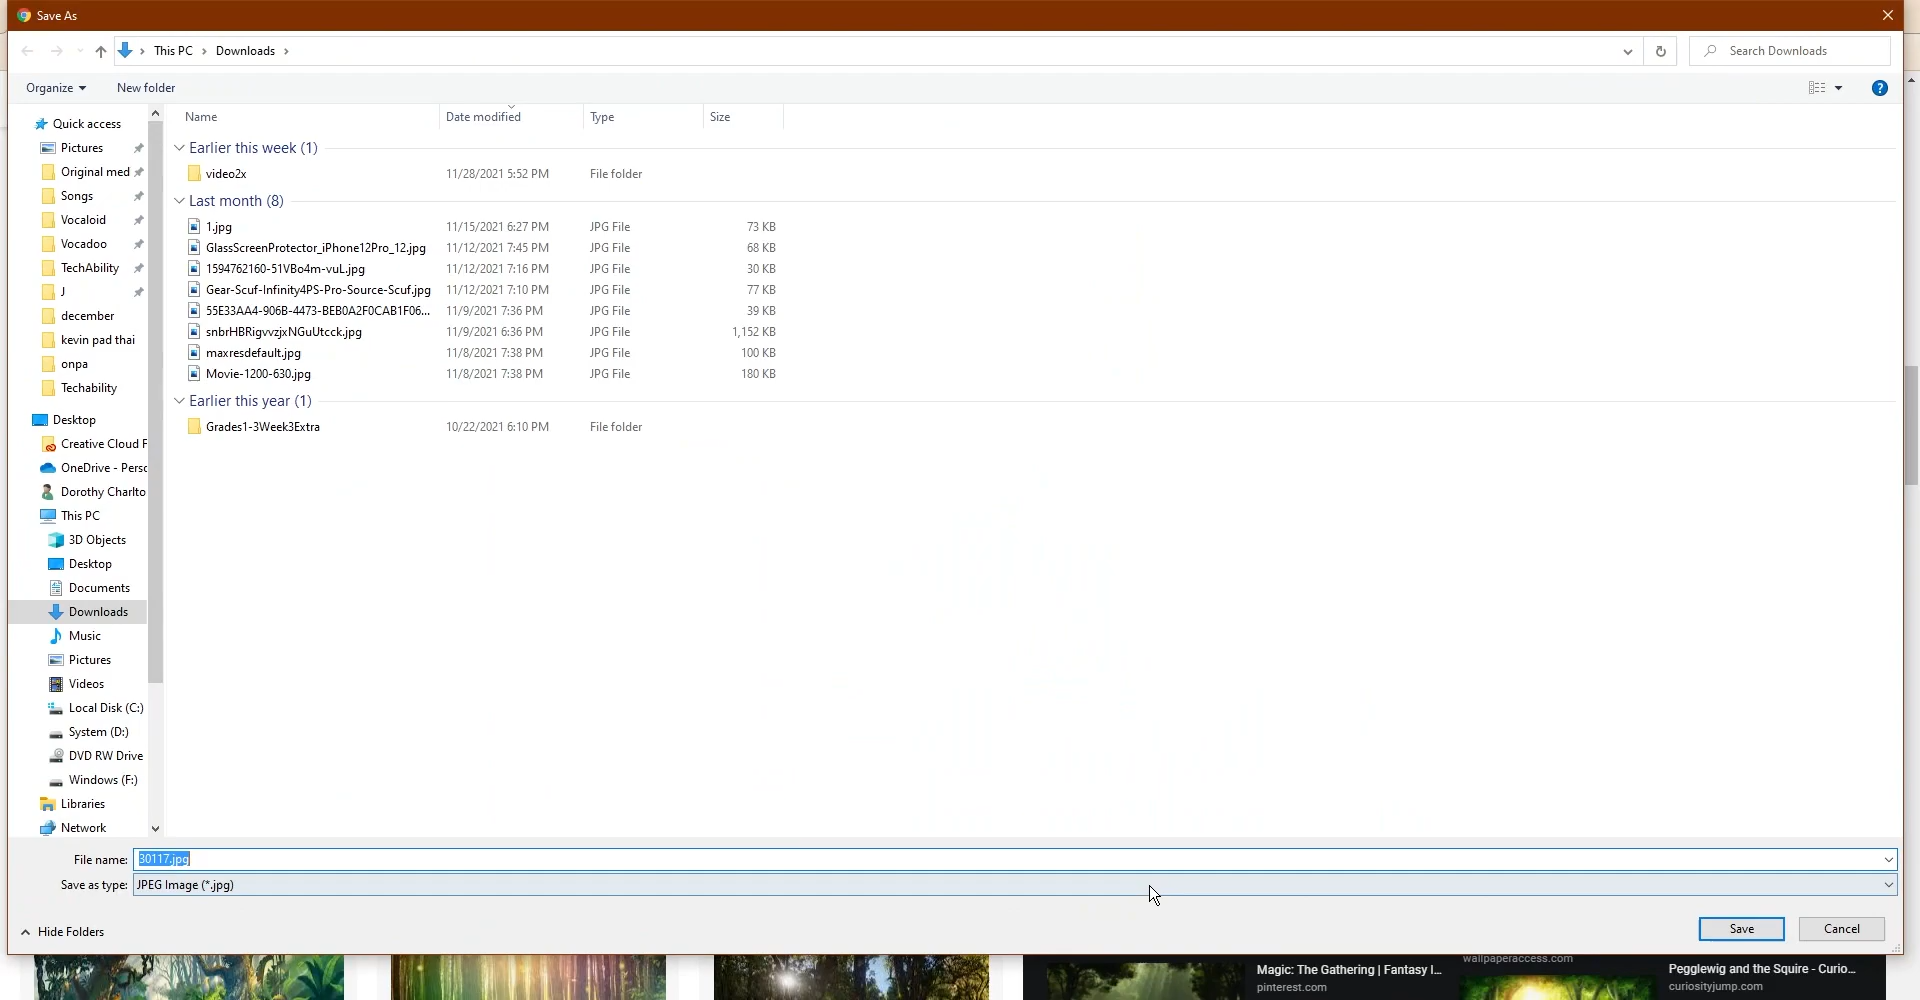 Save As
This PC > Downloads >
Search Downloads
Organize
New folder
Name
Date modified
Type
Size
Quick access
Pictures
Original med
Songs
Vocaloid
Vocadoo
TechAbility
J
december
kevin pad thai
onpa
Techability
Desktop
Creative Cloud F
OneDrive - Perso
Dorothy Charlto
This PC
3D Objects
Desktop
Documents
Downloads
Music
Pictures
Videos
Local Disk (C:)
System (D:)
DVD RW Drive
Windows (F:)
Libraries
Network
Earlier this week (1)
video2x 11/28/2021 5:52 PM File folder
Last month (8)
1.jpg 11/15/2021 6:27 PM JPG File 73 KB
GlassScreenProtector_iPhone12Pro_12.jpg 11/12/2021 7:45 PM JPG File 68 KB
1594762160-51VBo4m-vuL.jpg 11/12/2021 7:16 PM JPG File 30 KB
Gear-Scuf-Infinity4PS-Pro-Source-Scuf.jpg 11/12/2021 7:10 PM JPG File 77 KB
55E33AA4-906B-4473-BEB0A2F0CAB1F06... 11/9/2021 7:36 PM JPG File 39 KB
snbrHBRigvvzjxNGuUtcck.jpg 11/9/2021 6:36 PM JPG File 1,152 KB
maxresdefault.jpg 11/8/2021 7:38 PM JPG File 100 KB
Movie-1200-630.jpg 11/8/2021 7:38 PM JPG File 180 KB
Earlier this year (1)
Grades1-3Week3Extra 10/22/2021 6:10 PM File folder
File name: 30117.jpg
Save as type: JPEG Image (*.jpg)
Hide Folders
Save
Cancel
Magic: The Gathering | Fantasy l...
pinterest.com
wallpaperaccess.com
Pegglewig and the Squire - Curio...
curiosityjump.com